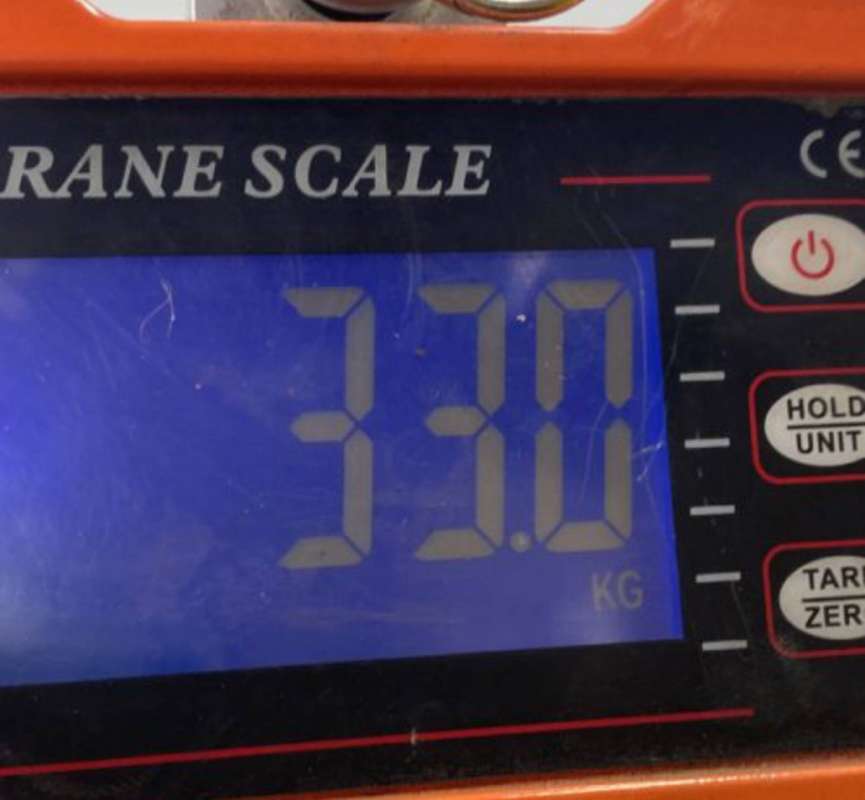 RANE SCALE
CE
33.0
KG
HOLD
UNIT
TAR
ZER